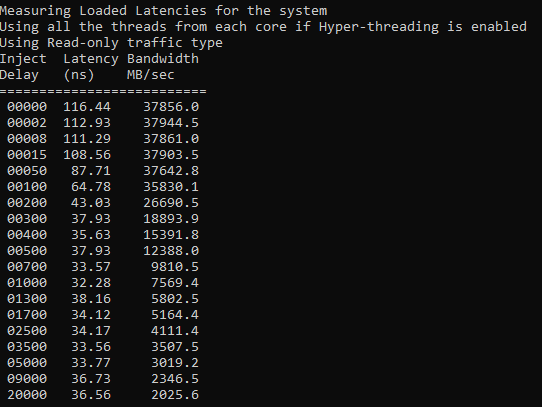 Measuring Loaded Latencies for the system
Using all the threads from each core if Hyper-threading is enabled
Using Read-only traffic type
Inject  Latency Bandwidth
Delay   (ns)    MB/sec
==========================
 00000  116.44    37856.0
 00002  112.93    37944.5
 00008  111.29    37861.0
 00015  108.56    37903.5
 00050   87.71    37642.8
 00100   64.78    35830.1
 00200   43.03    26690.5
 00300   37.93    18893.9
 00400   35.63    15391.8
 00500   37.93    12388.0
 00700   33.57     9810.5
 01000   32.28     7569.4
 01300   38.16     5802.5
 01700   34.12     5164.4
 02500   34.17     4111.4
 03500   33.56     3507.5
 05000   33.77     3019.2
 09000   36.73     2346.5
 20000   36.56     2025.6